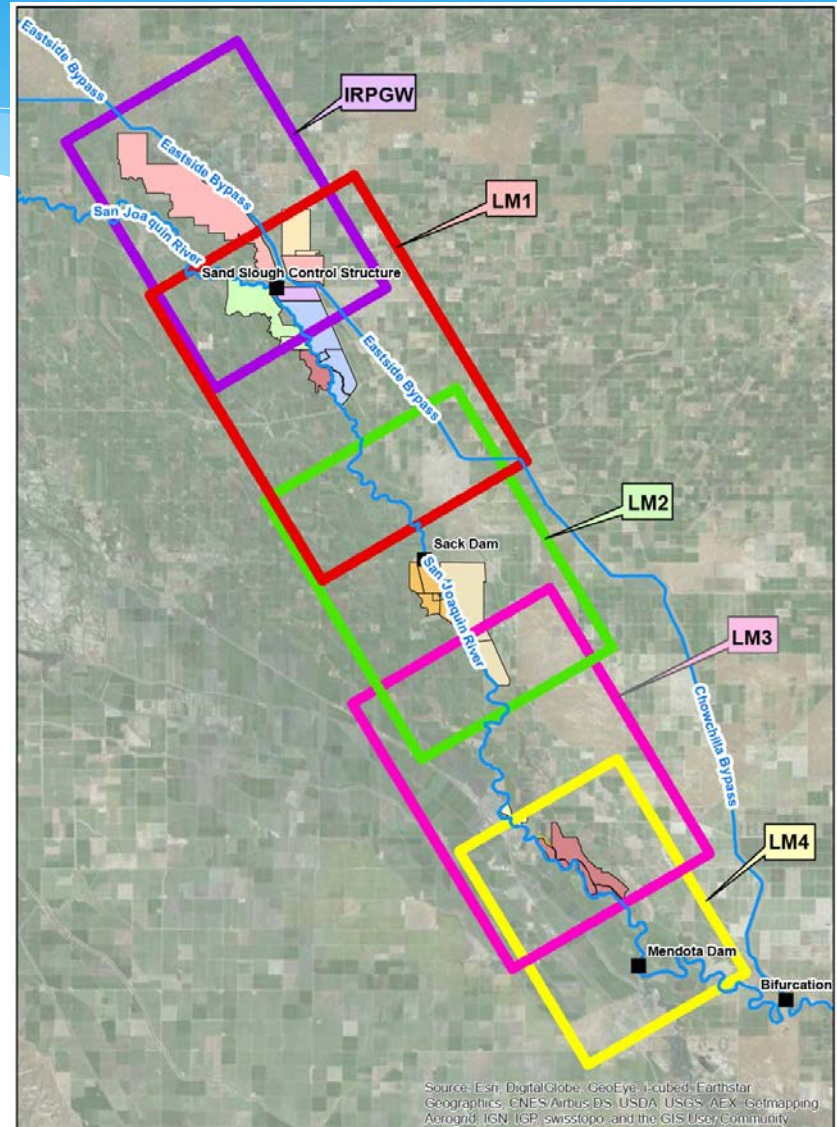 Eastside Bypass
IRPGW
Eastside Bypass
LM1
San Joaquin River
Sand Slough Control Structure
Eastside Bypass
LM2
Sack Dam
San Joaquin River
LM3
Chowchilla Bypass
LM4
Mendota Dam
Bifurcation
Source: Esri, DigitalGlobe, GeoEye, i-cubed, Earthstar
Geographics, CNES/Airbus DS, USDA, USGS, AEX, Getmapping,
Aerogrid, IGN, IGP, swisstopo, and the GIS User Community